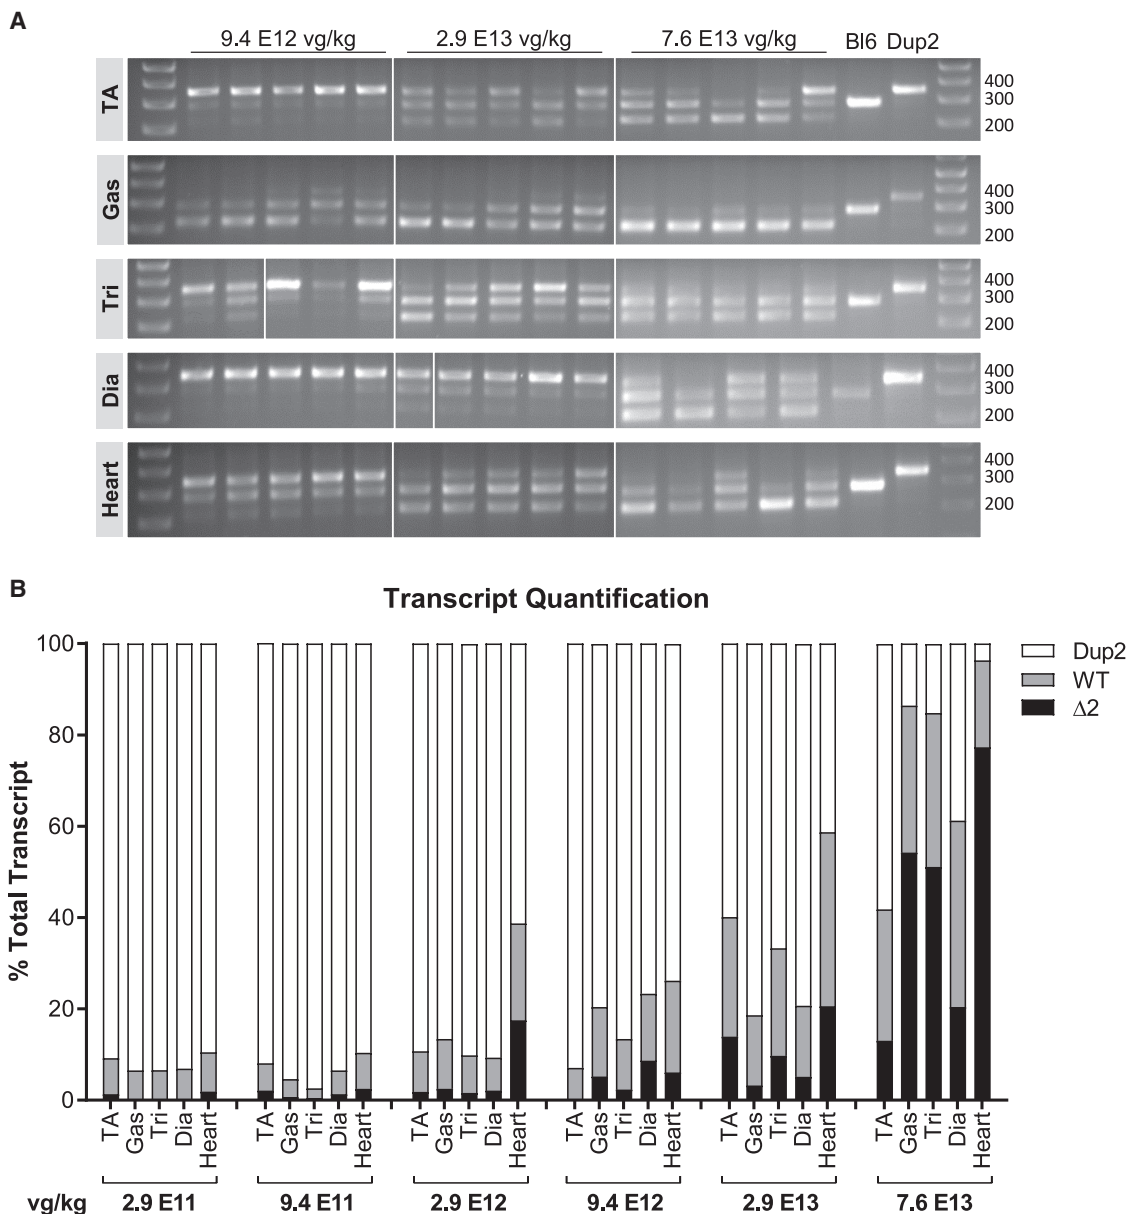 A
9.4 E12 vg/kg 2.9 E13 vg/kg 7.6 E13 vg/kg Bl6 Dup2
TA
400
300
200
Gas
400
300
200
Tri
400
300
200
Dia
400
300
200
Heart
400
300
200
B
Transcript Quantification
% Total Transcript
100
80
60
40
20
0
Dup2
WT
Δ2
TA Gas Tri Dia Heart TA Gas Tri Dia Heart TA Gas Tri Dia Heart TA Gas Tri Dia Heart TA Gas Tri Dia Heart TA Gas Tri Dia Heart
vg/kg 2.9 E11 9.4 E11 2.9 E12 9.4 E12 2.9 E13 7.6 E13